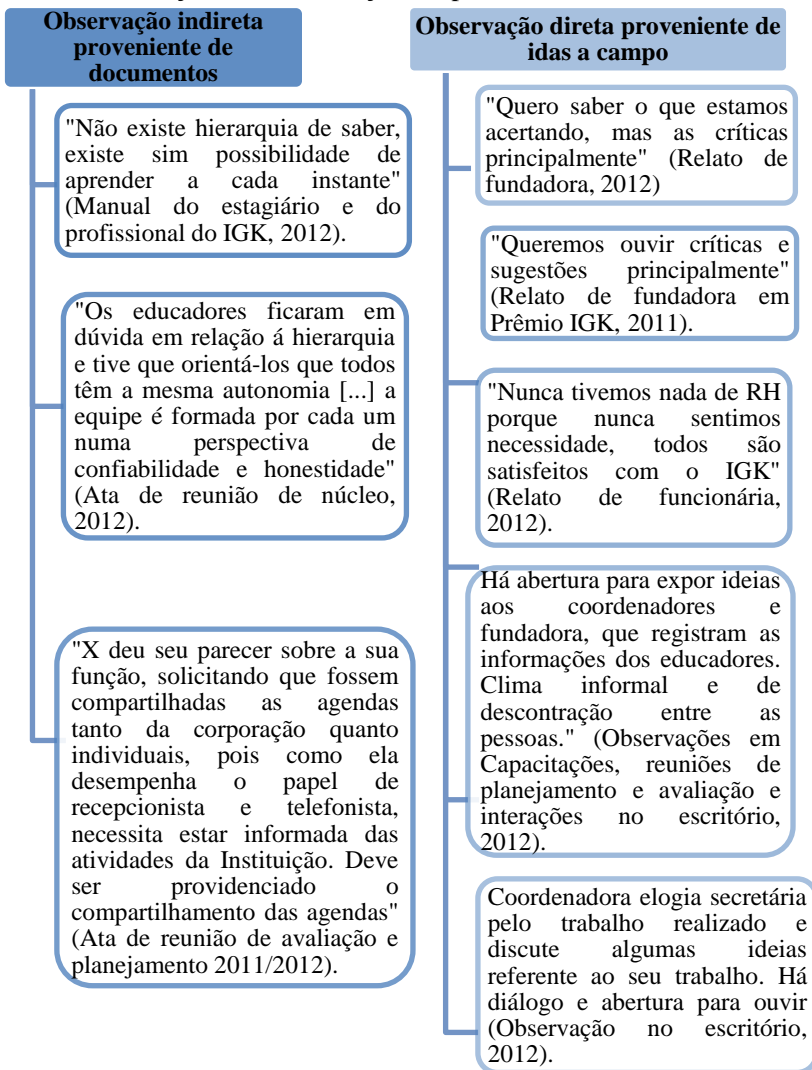 Observação indireta
proveniente de
documentos
"Não existe hierarquia de saber,
existe sim possibilidade de
aprender a cada instante"
(Manual do estagiário e do
profissional do IGK, 2012).
"Os educadores ficaram em
dúvida em relação á hierarquia
e tive que orientá-los que todos
têm a mesma autonomia [...] a
equipe é formada por cada um
numa perspectiva de
confiabilidade e honestidade"
(Ata de reunião de núcleo,
2012).
"X deu seu parecer sobre a sua
função, solicitando que fossem
compartilhadas as agendas
tanto da corporação quanto
individuais, pois como ela
desempenha o papel de
recepcionista e telefonista,
necessita estar informada das
atividades da Instituição. Deve
ser providenciado o
compartilhamento das agendas"
(Ata de reunião de avaliação e
planejamento 2011/2012).
Observação direta proveniente de
idas a campo
"Quero saber o que estamos
acertando, mas as críticas
principalmente" (Relato de
fundadora, 2012)
"Queremos ouvir críticas e
sugestões principalmente"
(Relato de fundadora em
Prêmio IGK, 2011).
"Nunca tivemos nada de RH
porque nunca sentimos
necessidade, todos são
satisfeitos com o IGK"
(Relato de funcionária,
2012).
Há abertura para expor ideias
aos coordenadores e
fundadora, que registram as
informações dos educadores.
Clima informal e de
descontração entre as
pessoas." (Observações em
Capacitações, reuniões de
planejamento e avaliação e
interações no escritório,
2012).
Coordenadora elogia secretária
pelo trabalho realizado e
discute algumas ideias
referente ao seu trabalho. Há
diálogo e abertura para ouvir
(Observação no escritório,
2012).